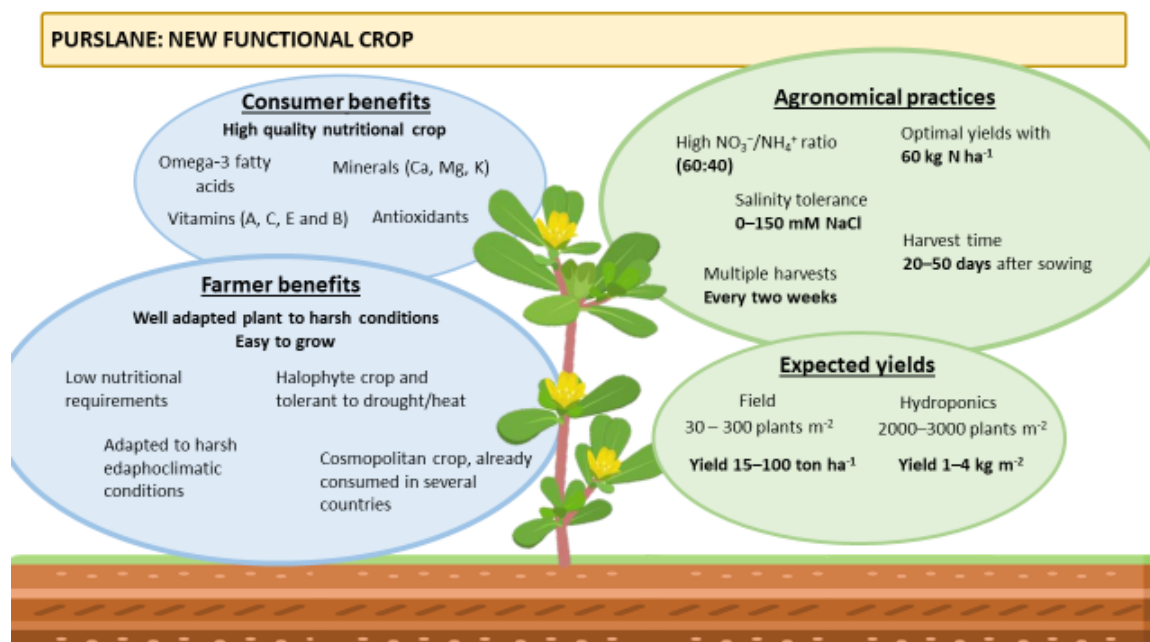 PURSLANE: NEW FUNCTIONAL CROP
Consumer benefits
High quality nutritional crop
Omega-3 fatty
acids
Minerals (Ca, Mg, K)
Vitamins (A, C, E and B)
Antioxidants
Farmer benefits
Well adapted plant to harsh conditions
Easy to grow
Low nutritional
requirements
Halophyte crop and
tolerant to drought/heat
Adapted to harsh
edaphoclimatic
conditions
Cosmopolitan crop, already
consumed in several
countries
Agronomical practices
High NO₃⁻/NH₄⁺ ratio
(60:40)
Optimal yields with
60 kg N ha⁻¹
Salinity tolerance
0–150 mM NaCl
Harvest time
20–50 days after sowing
Multiple harvests
Every two weeks
Expected yields
Field
30 – 300 plants m⁻²
Yield 15–100 ton ha⁻¹
Hydroponics
2000–3000 plants m⁻²
Yield 1–4 kg m⁻²